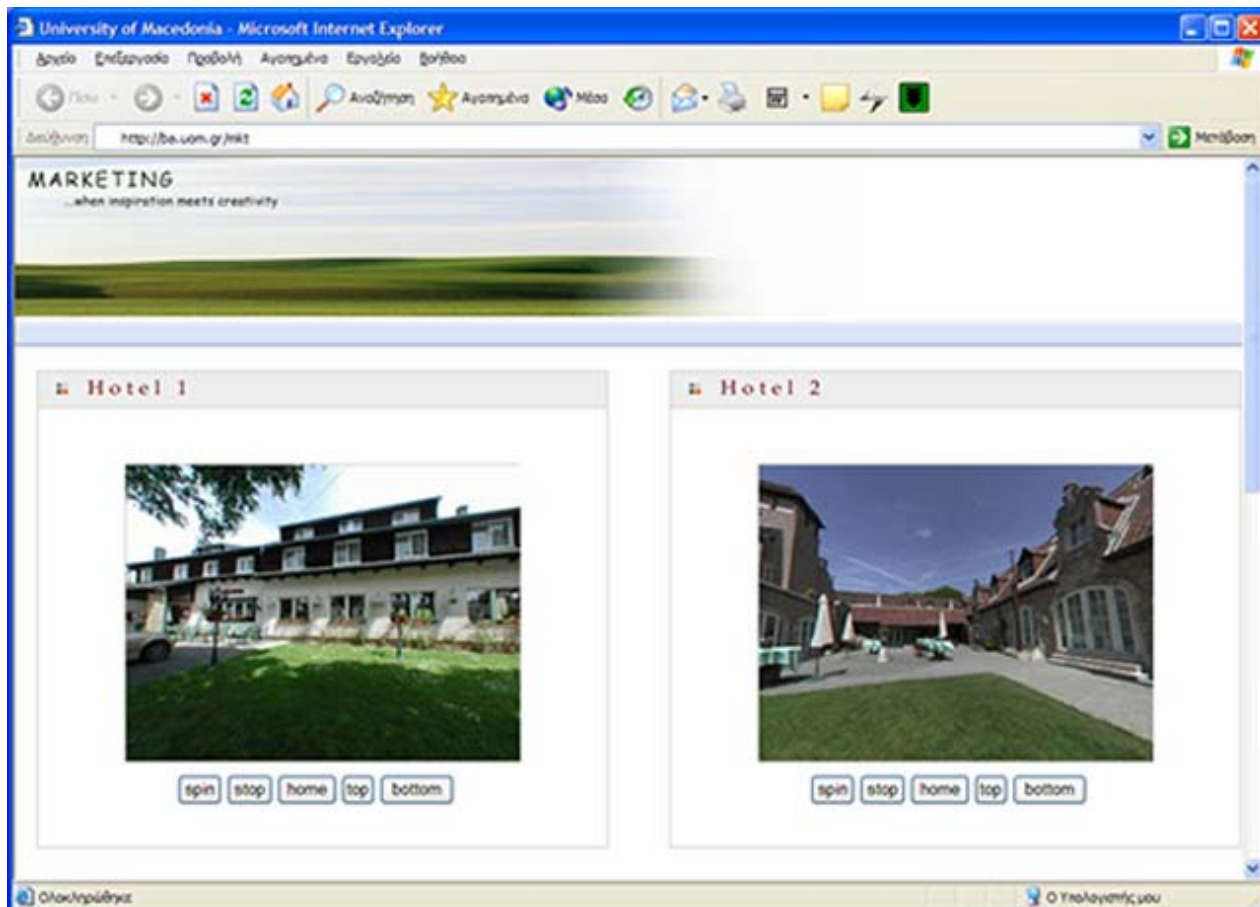 University of Macedonia - Microsoft Internet Explorer
Αρχείο Επεξεργασία Προβολή Αγαπημένα Εργαλεία Βοήθεια
Πίσω Αναζήτηση Αγαπημένα Μέσα
Διεύθυνση http://ba.uom.gr/mkt Μετάβαση
MARKETING
...when inspiration meets creativity
Hotel 1 Hotel 2
spin stop home top bottom spin stop home top bottom
Ολοκληρώθηκε Ο Υπολογιστής μου